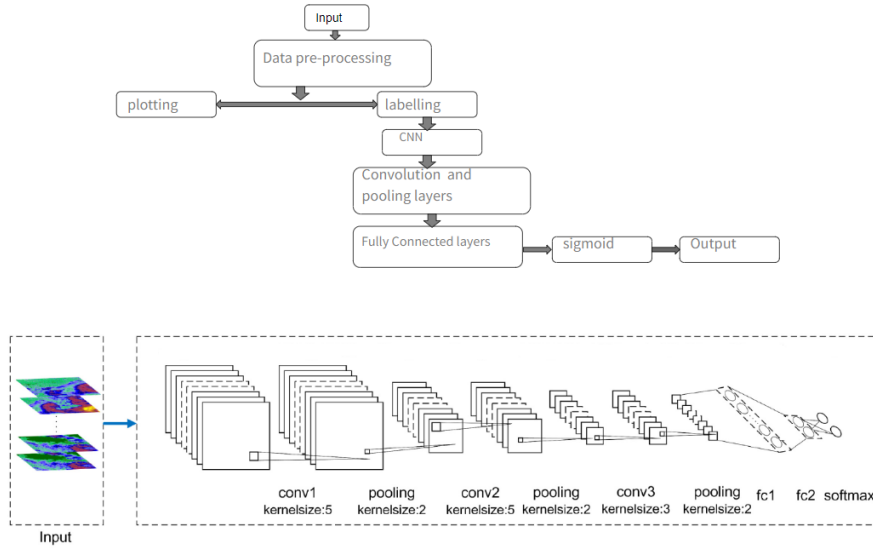 Input
Data pre-processing
plotting
labelling
CNN
Convolution and
pooling layers
Fully Connected layers
sigmoid
Output
conv1
kernelsize:5
pooling
kernelsize:2
conv2
kernelsize:5
pooling
kernelsize:2
conv3
kernelsize:3
pooling
kernelsize:2
fc1
fc2
softmax
Input